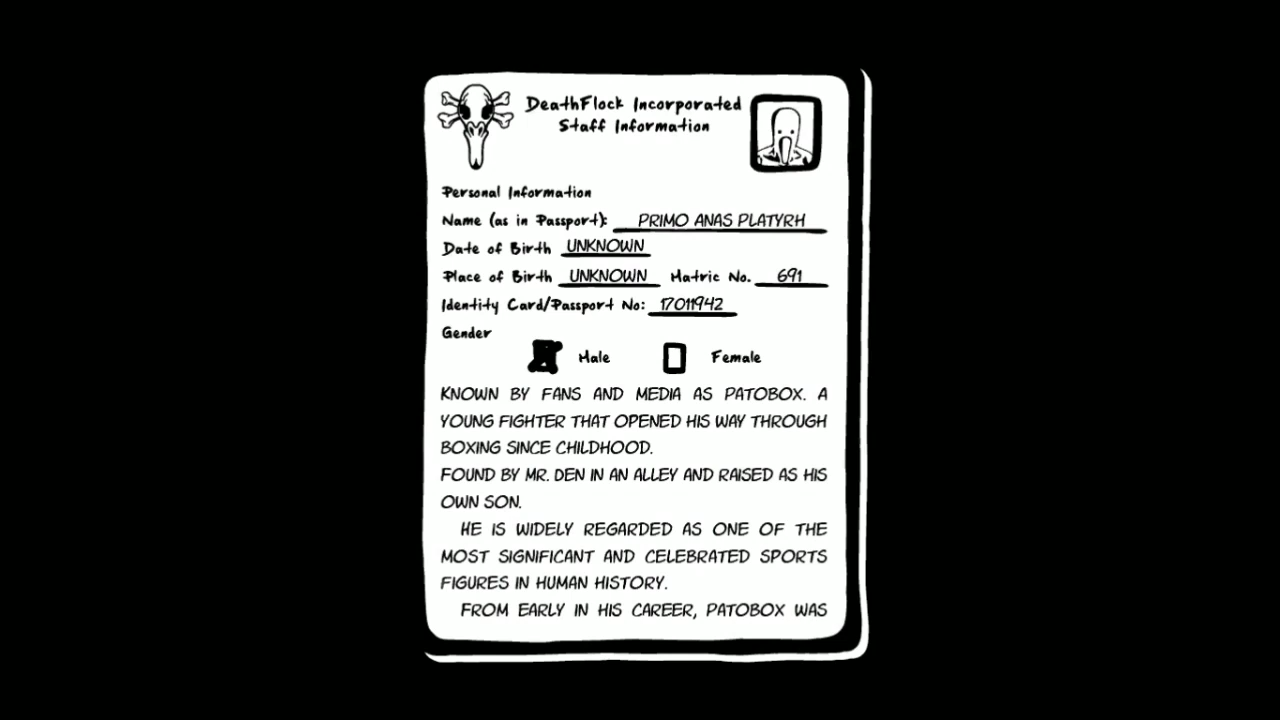 DeathFlock Incorporated
Staff Information
Personal Information
Name (as in Passport): PRIMO ANAS PLATYRH
Date of Birth UNKNOWN
Place of Birth UNKNOWN Matric No. 691
Identity Card/Passport No: 17011942
Gender
Male Female
KNOWN BY FANS AND MEDIA AS PATOBOX. A
YOUNG FIGHTER THAT OPENED HIS WAY THROUGH
BOXING SINCE CHILDHOOD.
FOUND BY MR. DEN IN AN ALLEY AND RAISED AS HIS
OWN SON.
HE IS WIDELY REGARDED AS ONE OF THE
MOST SIGNIFICANT AND CELEBRATED SPORTS
FIGURES IN HUMAN HISTORY.
FROM EARLY IN HIS CAREER, PATOBOX WAS